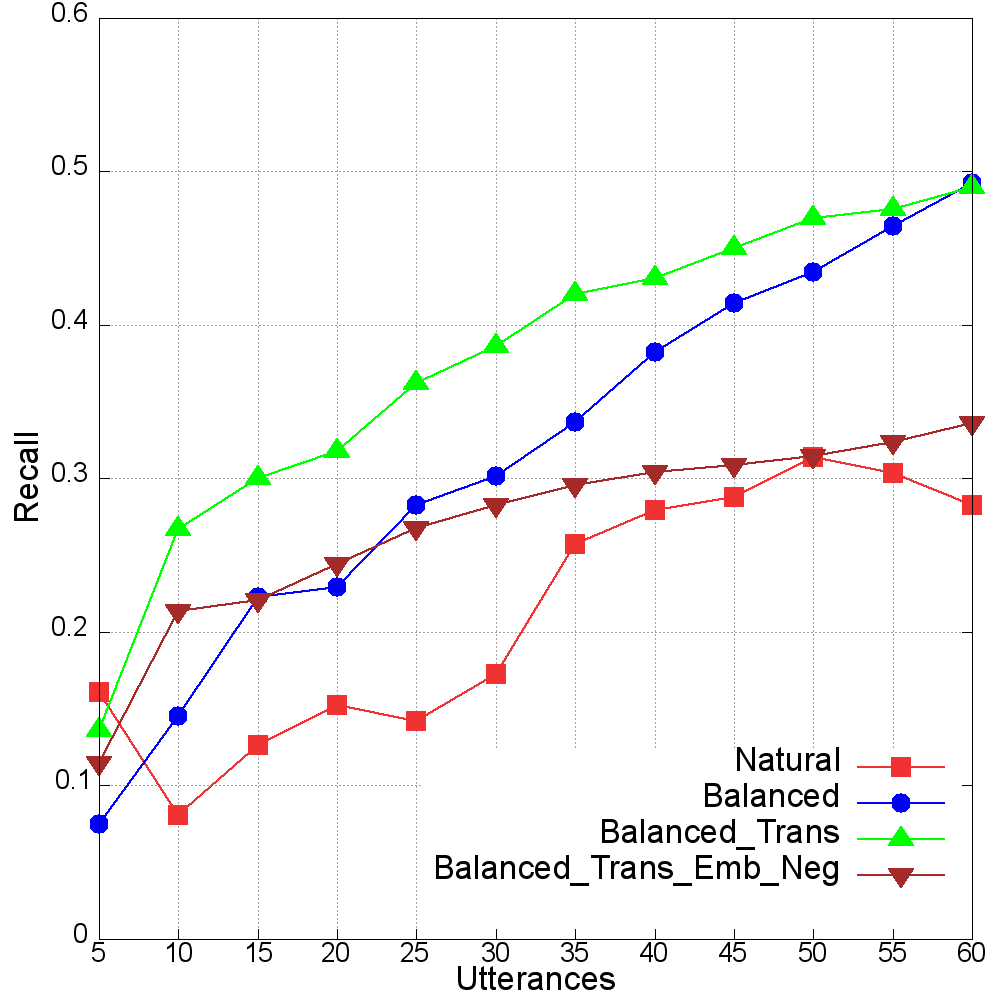 0.6
0.5
0.4
0.3
0.2
0.1
0
Recall
Natural
Balanced
Balanced_Trans
Balanced_Trans_Emb_Neg
5 10 15 20 25 30 35 40 45 50 55 60
Utterances